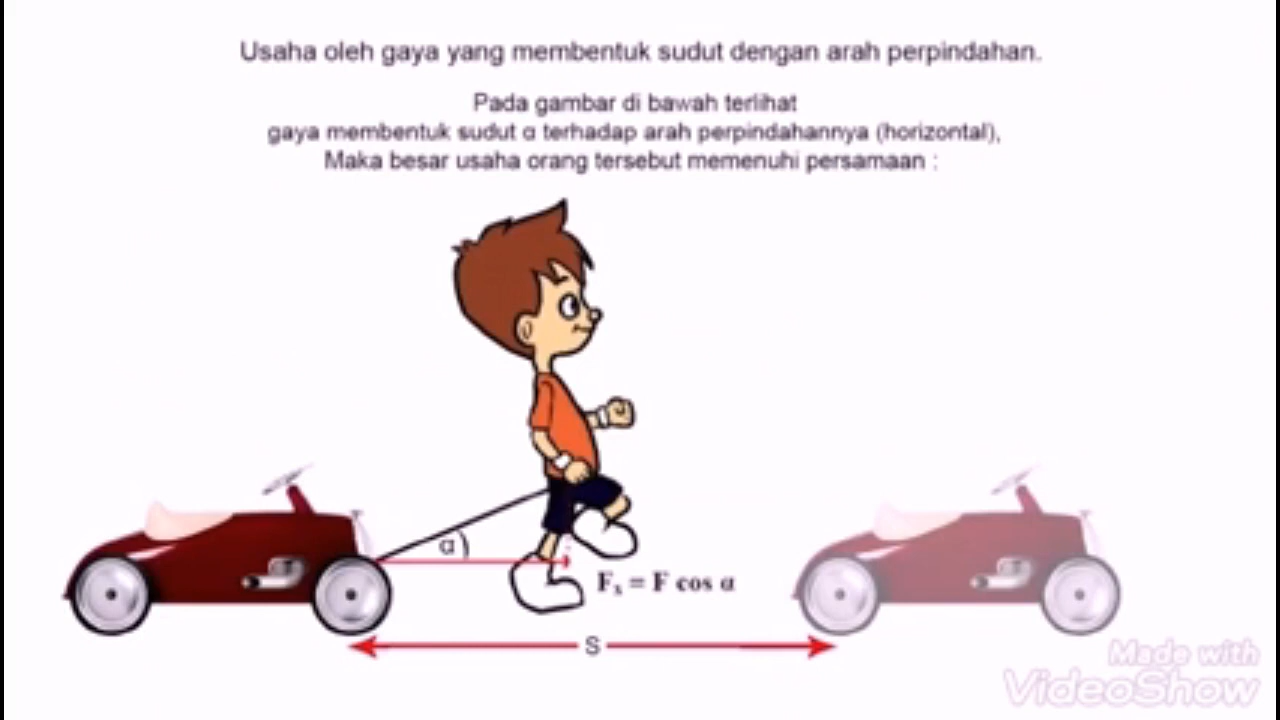 Usaha oleh gaya yang membentuk sudut dengan arah perpindahan.
Pada gambar di bawah terlihat
gaya membentuk sudut α terhadap arah perpindahannya (horizontal),
Maka besar usaha orang tersebut memenuhi persamaan :
α
Fₓ = F cos α
S
Made with
VideoShow